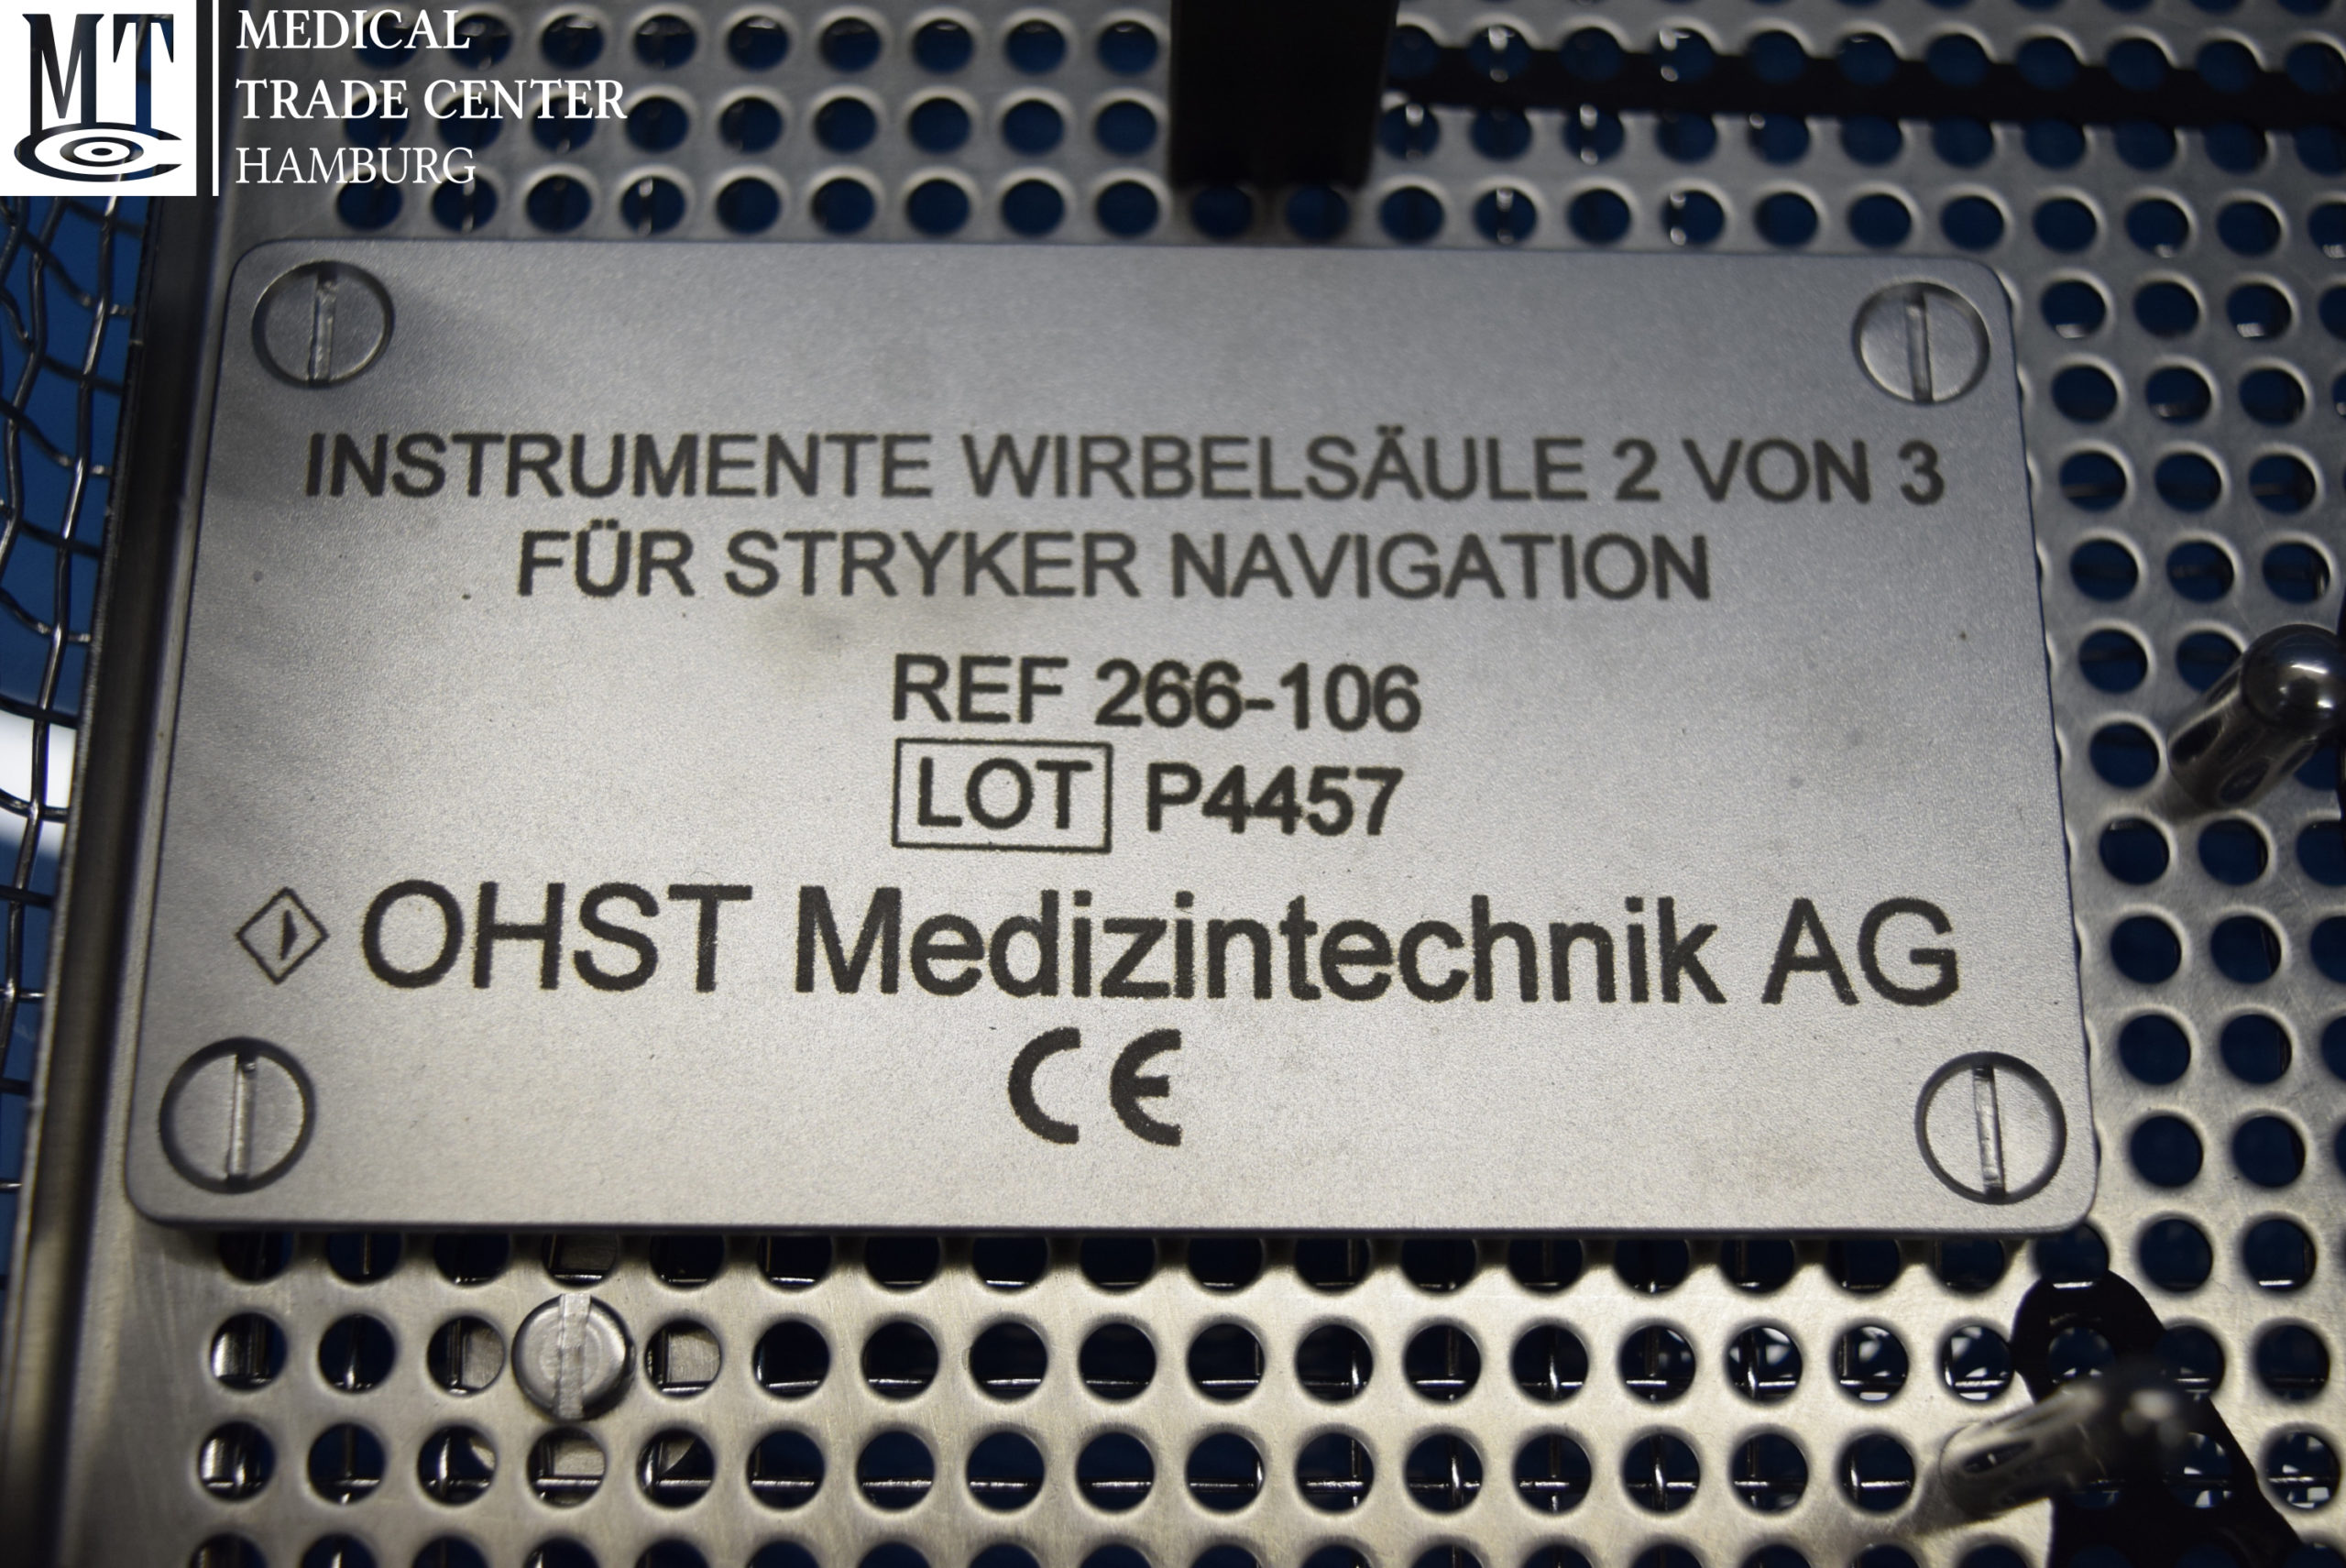 MTC
MEDICAL
TRADE CENTER
HAMBURG
INSTRUMENTE WIRBELSÄULE 2 VON 3
FÜR STRYKER NAVIGATION
REF 266-106
LOT P4457
OHST Medizintechnik AG
CE